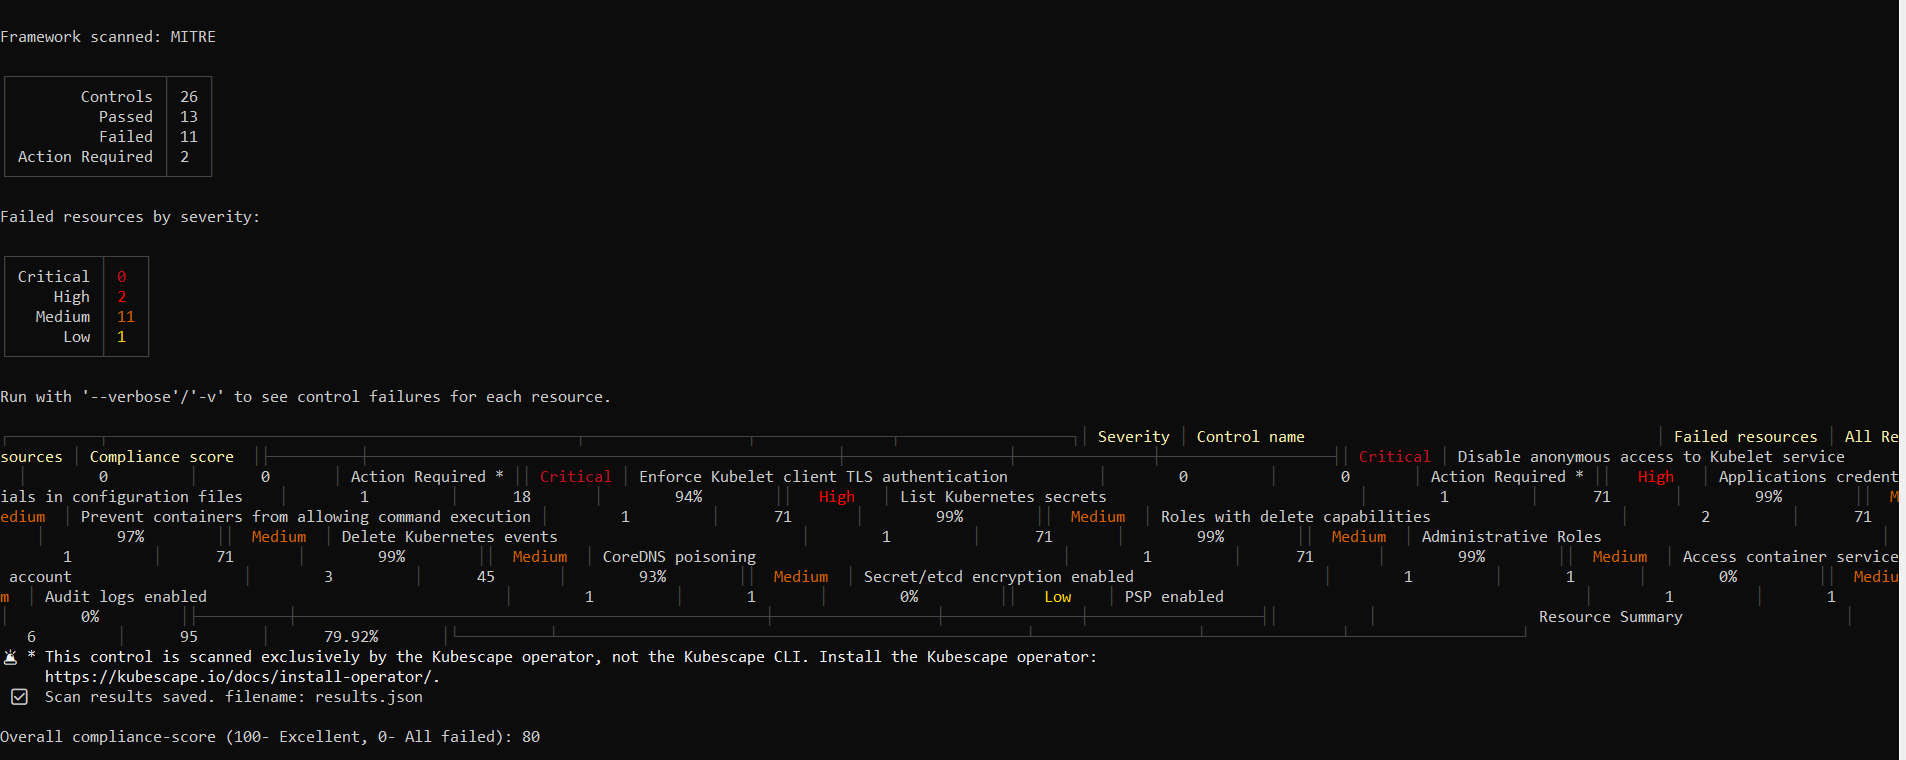 Framework scanned: MITRE
Controls │ 26
Passed │ 13
Failed │ 11
Action Required │ 2
Failed resources by severity:
Critical │ 0
High │ 2
Medium │ 11
Low │ 1
Run with '--verbose'/'-v' to see control failures for each resource.
│ Severity │ Control name │ Failed resources │ All Re
sources │ Compliance score ││ Critical │ Disable anonymous access to Kubelet service
│ 0 │ 0 │ Action Required * ││ Critical │ Enforce Kubelet client TLS authentication │ 0 │ 0 │ Action Required * ││ High │ Applications credent
ials in configuration files │ 1 │ 18 │ 94% ││ High │ List Kubernetes secrets │ 1 │ 71 │ 99% ││ M
edium │ Prevent containers from allowing command execution │ 1 │ 71 │ 99% ││ Medium │ Roles with delete capabilities │ 2 │ 71
│ 97% ││ Medium │ Delete Kubernetes events │ 1 │ 71 │ 99% ││ Medium │ Administrative Roles │
1 │ 71 │ 99% ││ Medium │ CoreDNS poisoning │ 1 │ 71 │ 99% ││ Medium │ Access container service
account │ 3 │ 45 │ 93% ││ Medium │ Secret/etcd encryption enabled │ 1 │ 1 │ 0% ││ Mediu
m │ Audit logs enabled │ 1 │ 1 │ 0% ││ Low │ PSP enabled │ 1 │ 1
│ 0% ││ Resource Summary │
6 │ 95 │ 79.92% │
* This control is scanned exclusively by the Kubescape operator, not the Kubescape CLI. Install the Kubescape operator:
https://kubescape.io/docs/install-operator/.
Scan results saved. filename: results.json
Overall compliance-score (100- Excellent, 0- All failed): 80